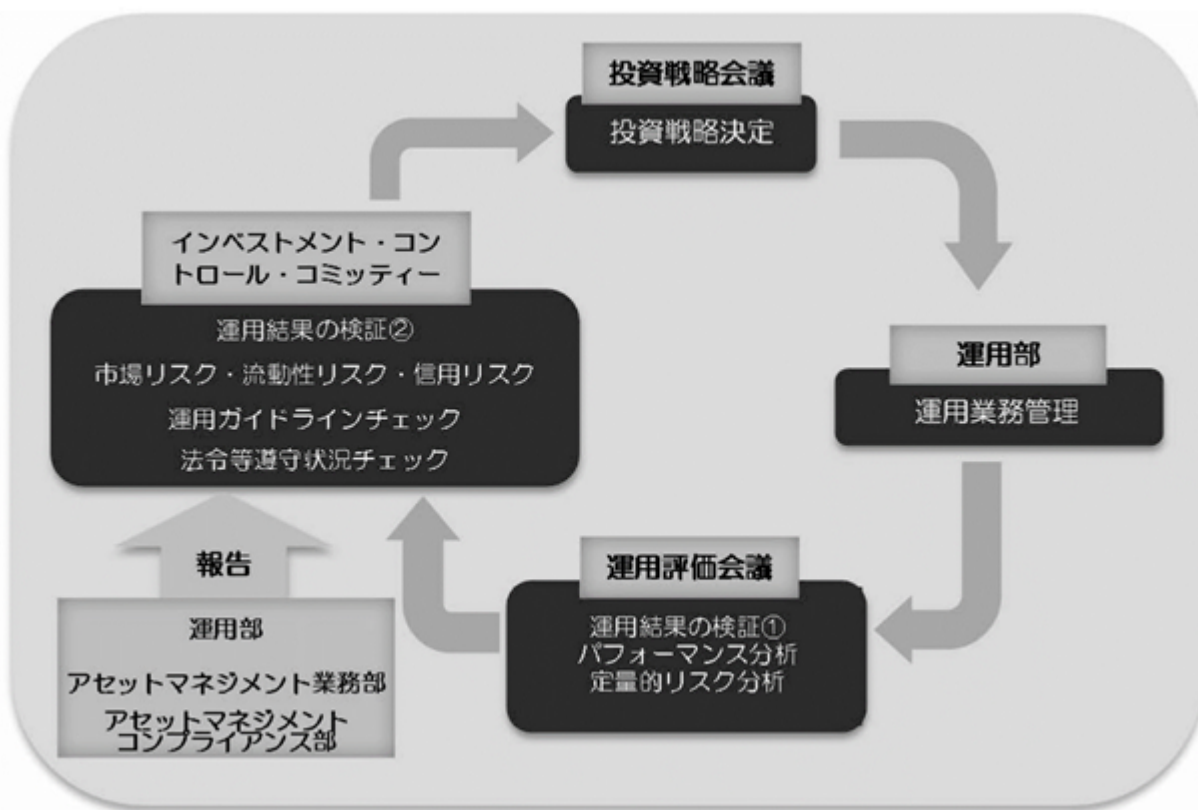 投資戦略会議
投資戦略決定
インベストメント・コン
トロール・コミッティー
運用結果の検証②
市場リスク・流動性リスク・信用リスク
運用ガイドラインチェック
法令等遵守状況チェック
運用部
運用業務管理
運用評価会議
運用結果の検証①
パフォーマンス分析
定量的リスク分析
報告
運用部
アセットマネジメント業務部
アセットマネジメント
コンプライアンス部